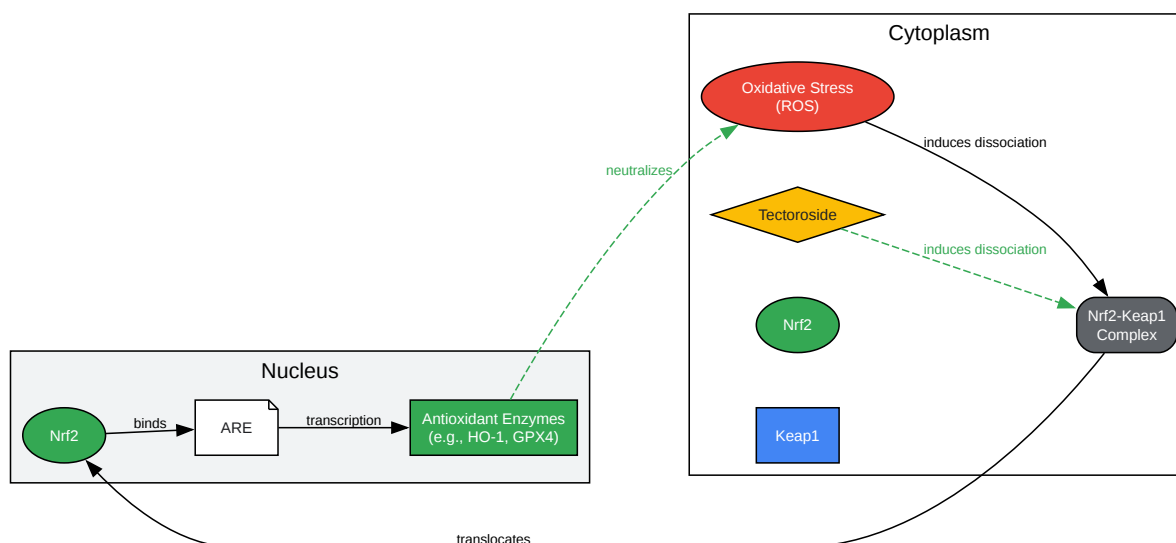 Cytoplasm
Oxidative Stress
(ROS)
induces dissociation
neutralizes
Tectoroside
induces dissociation
Nrf2
Nrf2-Keap1
Complex
Keap1
Nucleus
Nrf2
binds
ARE
transcription
Antioxidant Enzymes
(e.g., HO-1, GPX4)
translocates